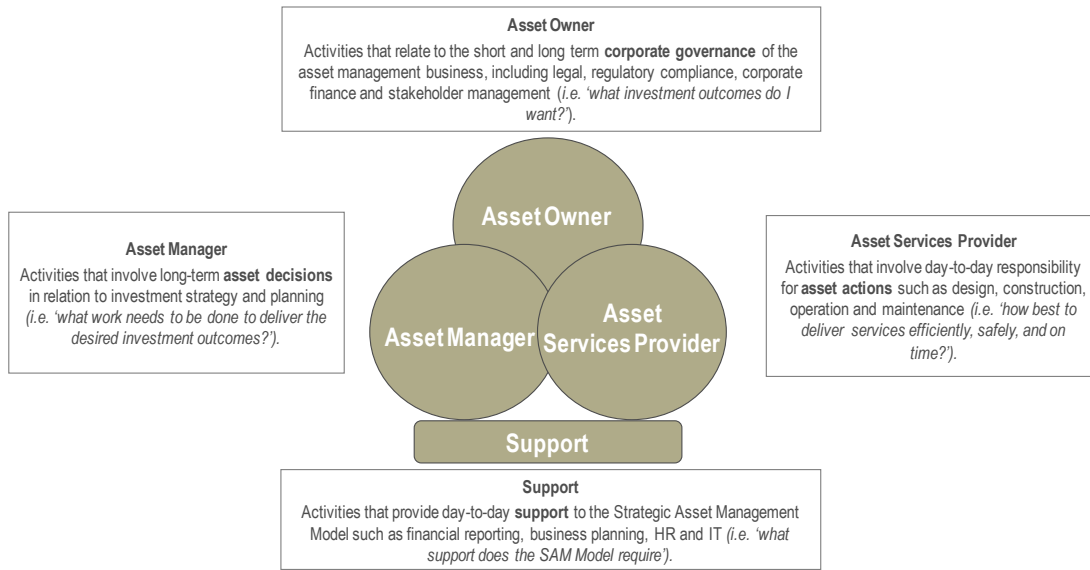 Asset Owner
Activities that relate to the short and long term corporate governance of the
asset management business, including legal, regulatory compliance, corporate
finance and stakeholder management (i.e. ‘what investment outcomes do I
want?’).
Asset Owner
Asset Manager
Activities that involve long-term asset decisions
in relation to investment strategy and planning
(i.e. ‘what work needs to be done to deliver the
desired investment outcomes?’).
Asset Manager
Asset
Services Provider
Asset Services Provider
Activities that involve day-to-day responsibility
for asset actions such as design, construction,
operation and maintenance (i.e. ‘how best to
deliver services efficiently, safely, and on
time?’).
Support
Support
Activities that provide day-to-day support to the Strategic Asset Management
Model such as financial reporting, business planning, HR and IT (i.e. ‘what
support does the SAM Model require’).